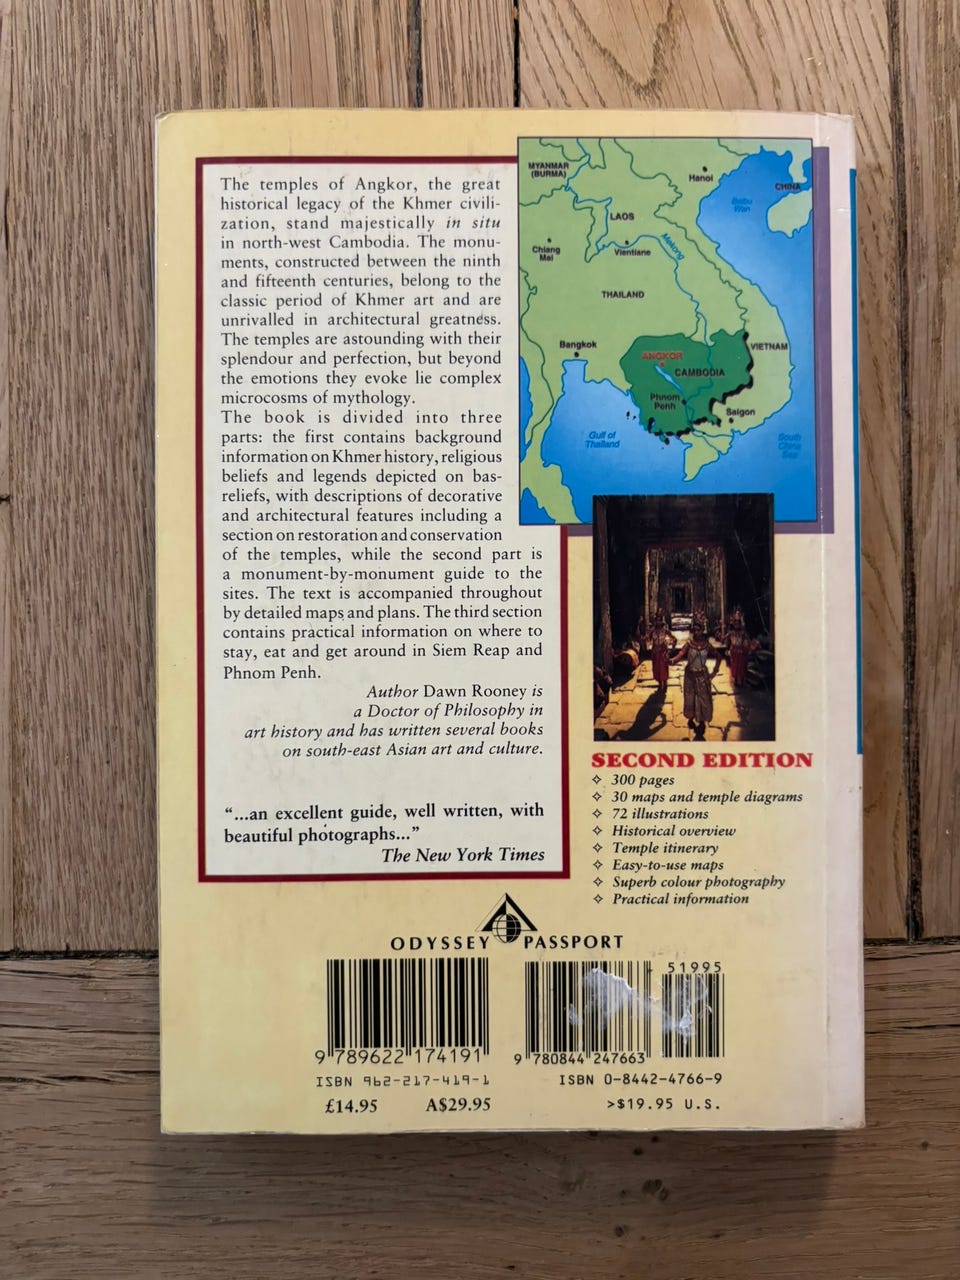 The temples of Angkor, the great
historical legacy of the Khmer civili-
zation, stand majestically in situ
in north-west Cambodia. The monu-
ments, constructed between the ninth
and fifteenth centuries, belong to the
classic period of Khmer art and are
unrivalled in architectural greatness.
The temples are astounding with their
splendour and perfection, but beyond
the emotions they evoke lie complex
microcosms of mythology.
The book is divided into three
parts: the first contains background
information on Khmer history, religious
beliefs and legends depicted on bas-
reliefs, with descriptions of decorative
and architectural features including a
section on restoration and conservation
of the temples, while the second part is
a monument-by-monument guide to the
sites. The text is accompanied throughout
by detailed maps and plans. The third section
contains practical information on where to
stay, eat and get around in Siem Reap and
Phnom Penh.
Author Dawn Rooney is
a Doctor of Philosophy in
art history and has written several books
on south-east Asian art and culture.
"...an excellent guide, well written, with
beautiful photographs..."
The New York Times
MYANMAR
(BURMA)
Hanoi
CHINA
Beibu
Wan
LAOS
Chiang
Mai
Vientiane
Mekong
THAILAND
Bangkok
VIETNAM
ANGKOR
CAMBODIA
Phnom
Penh
Saigon
Gulf of
Thailand
South
China
Sea
SECOND EDITION
✧ 300 pages
✧ 30 maps and temple diagrams
✧ 72 illustrations
✧ Historical overview
✧ Temple itinerary
✧ Easy-to-use maps
✧ Superb colour photography
✧ Practical information
ODYSSEY PASSPORT
9 789622 174191
ISBN 962-217-419-1
£14.95 A$29.95
51995
9 780844 247663
ISBN 0-8442-4766-9
>$19.95 U.S.